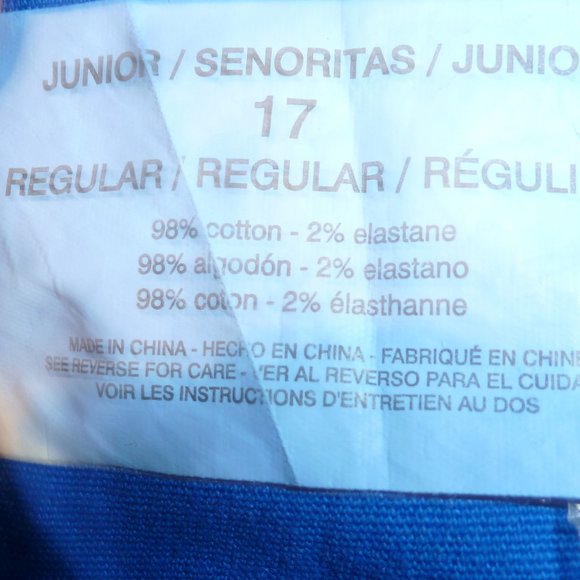 JUNIOR / SENORITAS / JUNIO
17
REGULAR / REGULAR / RÉGULI
98% cotton - 2% elastane
98% algodón - 2% elastano
98% coton - 2% élasthanne
MADE IN CHINA - HECHO EN CHINA - FABRIQUÉ EN CHINE
SEE REVERSE FOR CARE - VER AL REVERSO PARA EL CUIDA
VOIR LES INSTRUCTIONS D'ENTRETIEN AU DOS